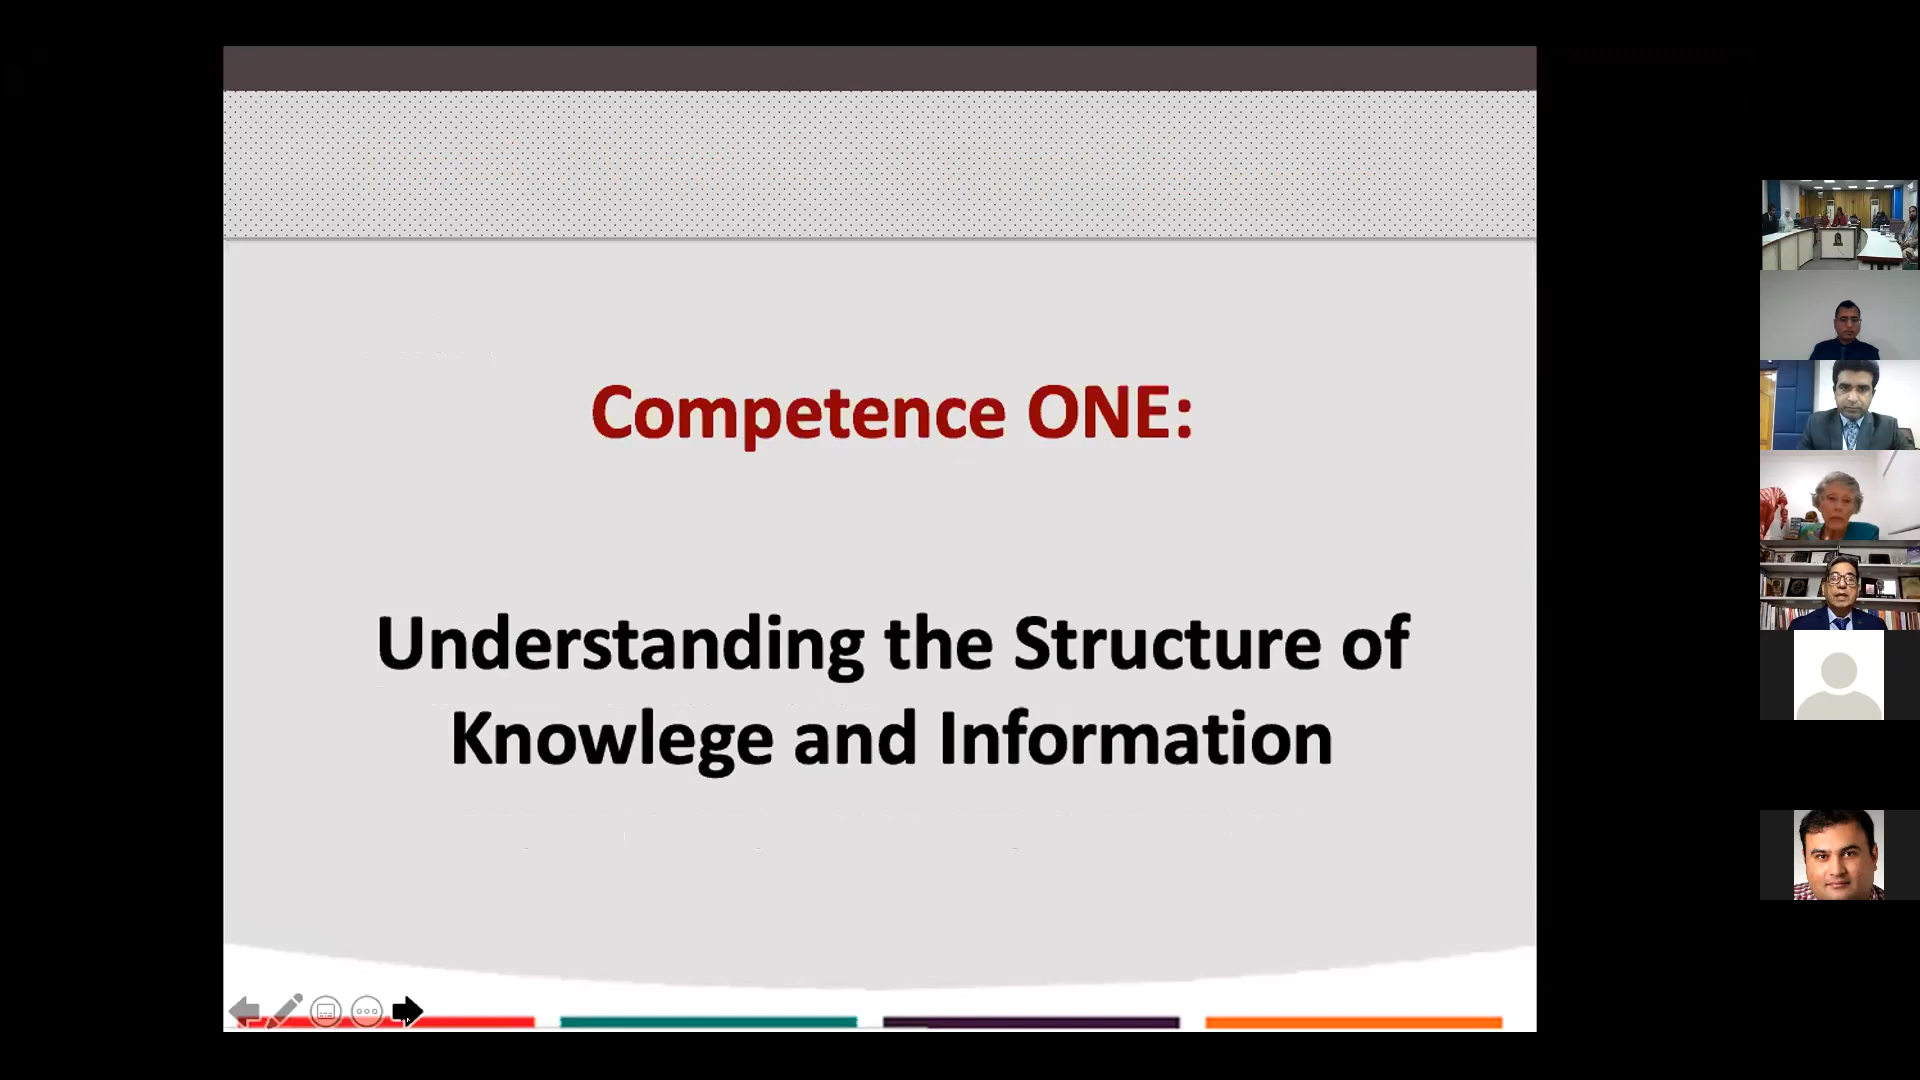 Competence ONE:
Understanding the Structure of
Knowlege and Information